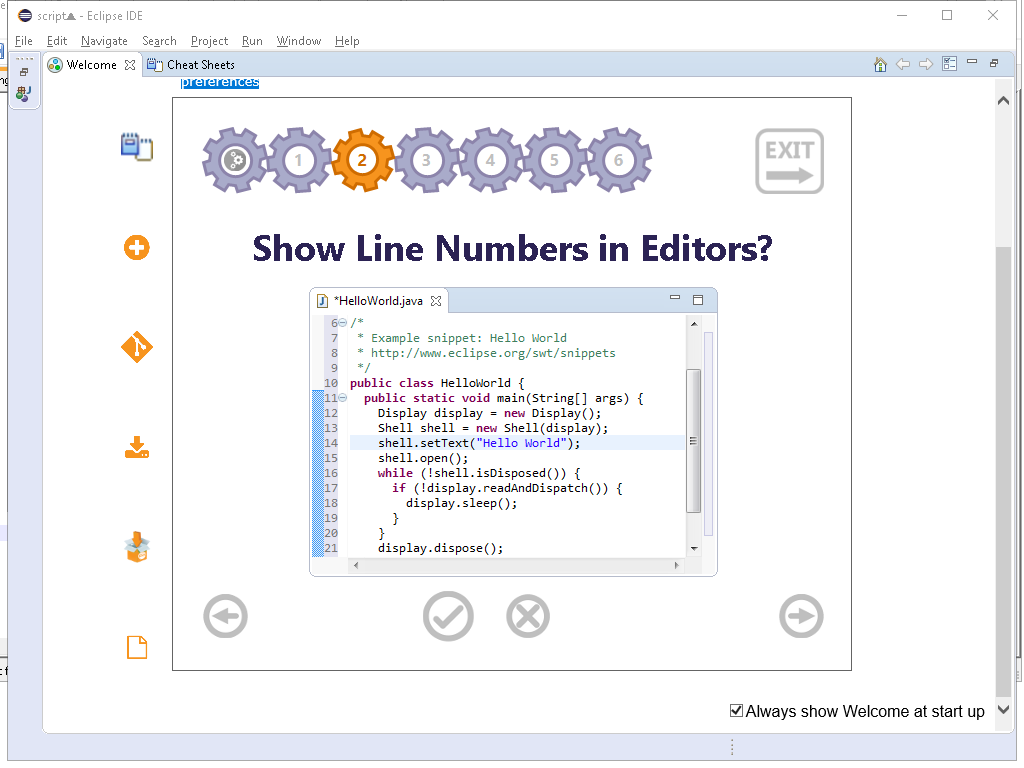 script▲ - Eclipse IDE
File Edit Navigate Search Project Run Window Help
Welcome Cheat Sheets
preferences
1 2 3 4 5 6
EXIT
Show Line Numbers in Editors?
*HelloWorld.java
6 /*
7 * Example snippet: Hello World
8 * http://www.eclipse.org/swt/snippets
9 */
10 public class HelloWorld {
11 public static void main(String[] args) {
12 Display display = new Display();
13 Shell shell = new Shell(display);
14 shell.setText("Hello World");
15 shell.open();
16 while (!shell.isDisposed()) {
17 if (!display.readAndDispatch()) {
18 display.sleep();
19 }
20 }
21 display.dispose();
Always show Welcome at start up